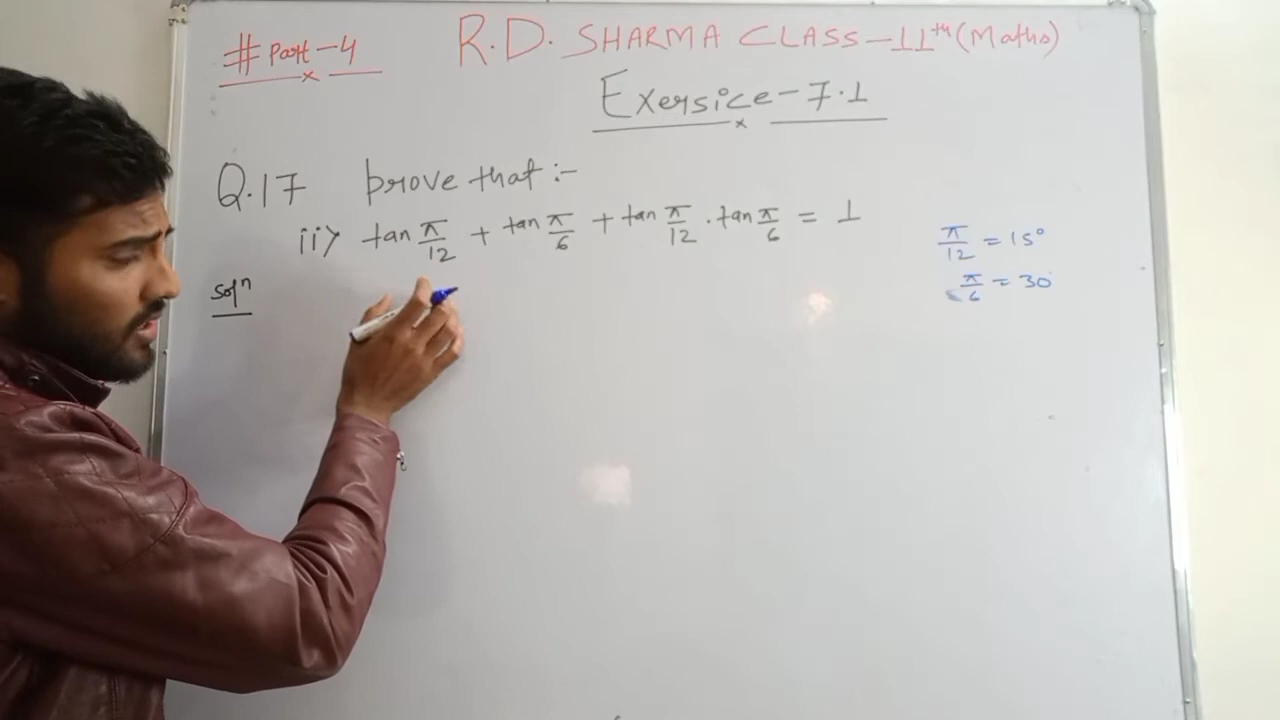 # Part-4 R.D. SHARMA CLASS-11th (Maths)
Exersice-7.1
Q.17 prove that :-
ii> tan π/12 + tan π/6 + tan π/12 . tan π/6 = 1
π/12 = 15°
π/6 = 30
Solⁿ